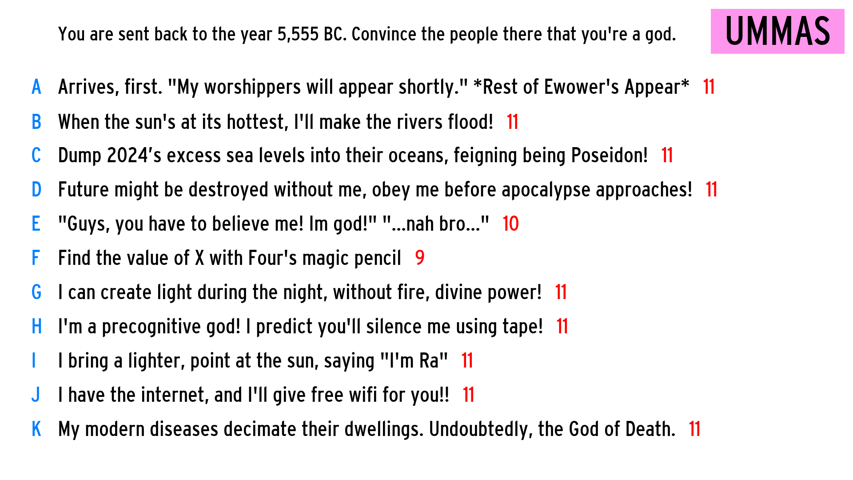 You are sent back to the year 5,555 BC. Convince the people there that you're a god.
UMMAS
A Arrives, first. "My worshippers will appear shortly." *Rest of Ewower's Appear* 11
B When the sun's at its hottest, I'll make the rivers flood! 11
C Dump 2024's excess sea levels into their oceans, feigning being Poseidon! 11
D Future might be destroyed without me, obey me before apocalypse approaches! 11
E "Guys, you have to believe me! Im god!" "...nah bro..." 10
F Find the value of X with Four's magic pencil 9
G I can create light during the night, without fire, divine power! 11
H I'm a precognitive god! I predict you'll silence me using tape! 11
I I bring a lighter, point at the sun, saying "I'm Ra" 11
J I have the internet, and I'll give free wifi for you!! 11
K My modern diseases decimate their dwellings. Undoubtedly, the God of Death. 11